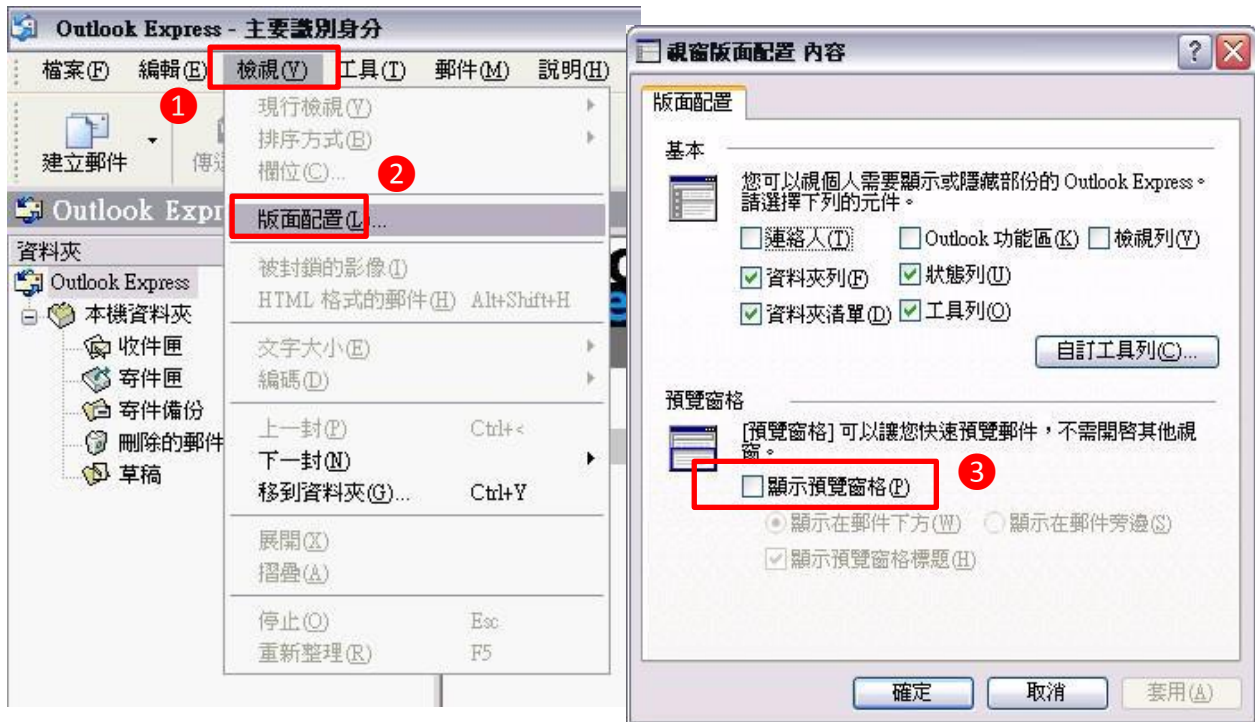 Outlook Express - 主要識別身分
檔案(F) 編輯(E) 檢視(V) 工具(T) 郵件(M) 說明(H)
1
建立郵件
Outlook Expr
資料夾
Outlook Express
本機資料夾
收件匣
寄件匣
寄件備份
刪除的郵件
草稿
現行檢視(V)
排序方式(B)
欄位(C)...
2
版面配置(L)...
被封鎖的影像(I)
HTML 格式的郵件(H) Alt+Shift+H
文字大小(E)
編碼(D)
上一封(P) Ctrl+<
下一封(N)
移到資料夾(G)... Ctrl+Y
展開(X)
摺疊(A)
停止(O) Esc
重新整理(R) F5
視窗版面配置 內容
版面配置
基本
您可以視個人需要顯示或隱藏部份的 Outlook Express。
請選擇下列的元件。
連絡人(T) Outlook 功能區(K) 檢視列(V)
資料夾列(F) 狀態列(U)
資料夾清單(D) 工具列(O)
自訂工具列(C)...
預覽窗格
[預覽窗格] 可以讓您快速預覽郵件，不需開啓其他視
窗。
顯示預覽窗格(P)
3
顯示在郵件下方(W) 顯示在郵件旁邊(S)
顯示預覽窗格標題(H)
確定 取消 套用(A)